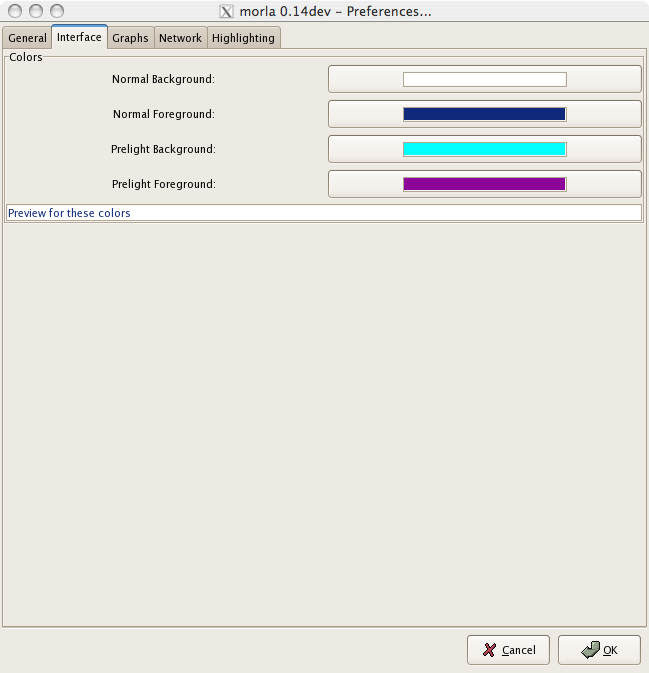 morla 0.14dev – Preferences...
General Interface Graphs Network Highlighting
Colors
Normal Background:
Normal Foreground:
Prelight Background:
Prelight Foreground:
Preview for these colors
Cancel OK